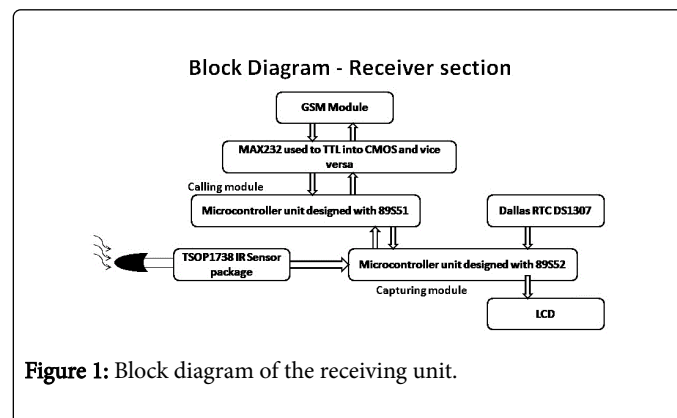 Block Diagram - Receiver section
GSM Module
MAX232 used to TTL into CMOS and vice
versa
Calling module
Microcontroller unit designed with 89S51
Dallas RTC DS1307
TSOP1738 IR Sensor
package
Microcontroller unit designed with 89S52
Capturing module
LCD
Figure 1: Block diagram of the receiving unit.